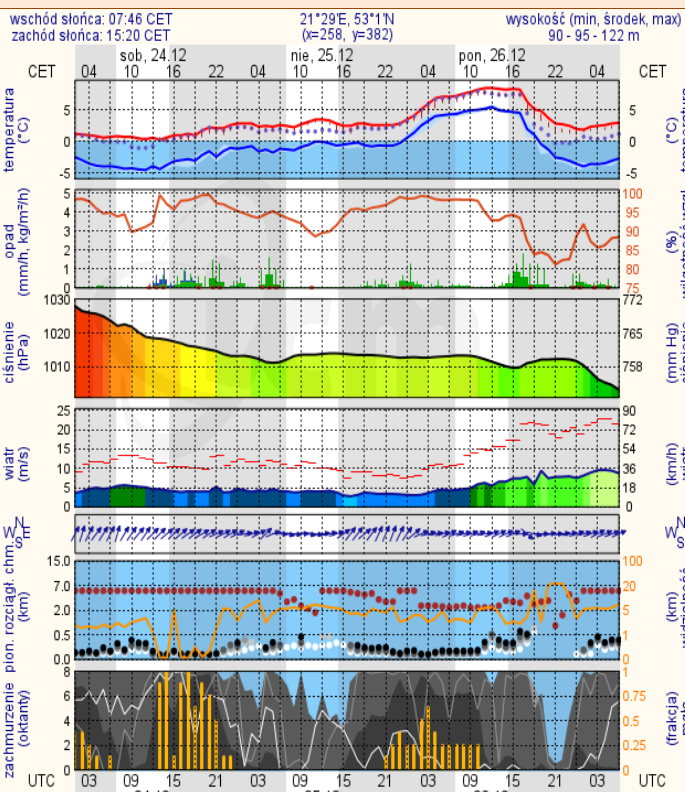 wschód słońca: 07:46 CET 21°29'E, 53°1'N wysokość (min, środek, max)
zachód słońca: 15:20 CET (x=258, y=382) 90 - 95 - 122 m
sob, 24.12 nie, 25.12 pon, 26.12
CET 04 10 16 22 04 10 16 22 04 10 16 22 04 CET
temperatura (°C) 5 0 -5 5 0 -5 (°C)
opad (mm/h, kg/m²/h) 5 4 3 2 1 0 100 95 90 85 80 75 (%)
ciśnienie (hPa) 1030 1020 1010 772 765 758 (mm Hg)
wiatr (m/s) 25 20 15 10 5 0 90 72 54 36 18 0 (km/h)
N W E S N W S
pion. rozciągł. chm. (km) 15.0 7.0 2.0 0.5 0.0 100 20 5 1 0 (km)
zachmurzenie (oktanty) 8 6 4 2 0 1 0.75 0.5 0.25 0 (frakcja)
UTC 03 09 15 21 03 09 15 21 03 09 15 21 03 UTC